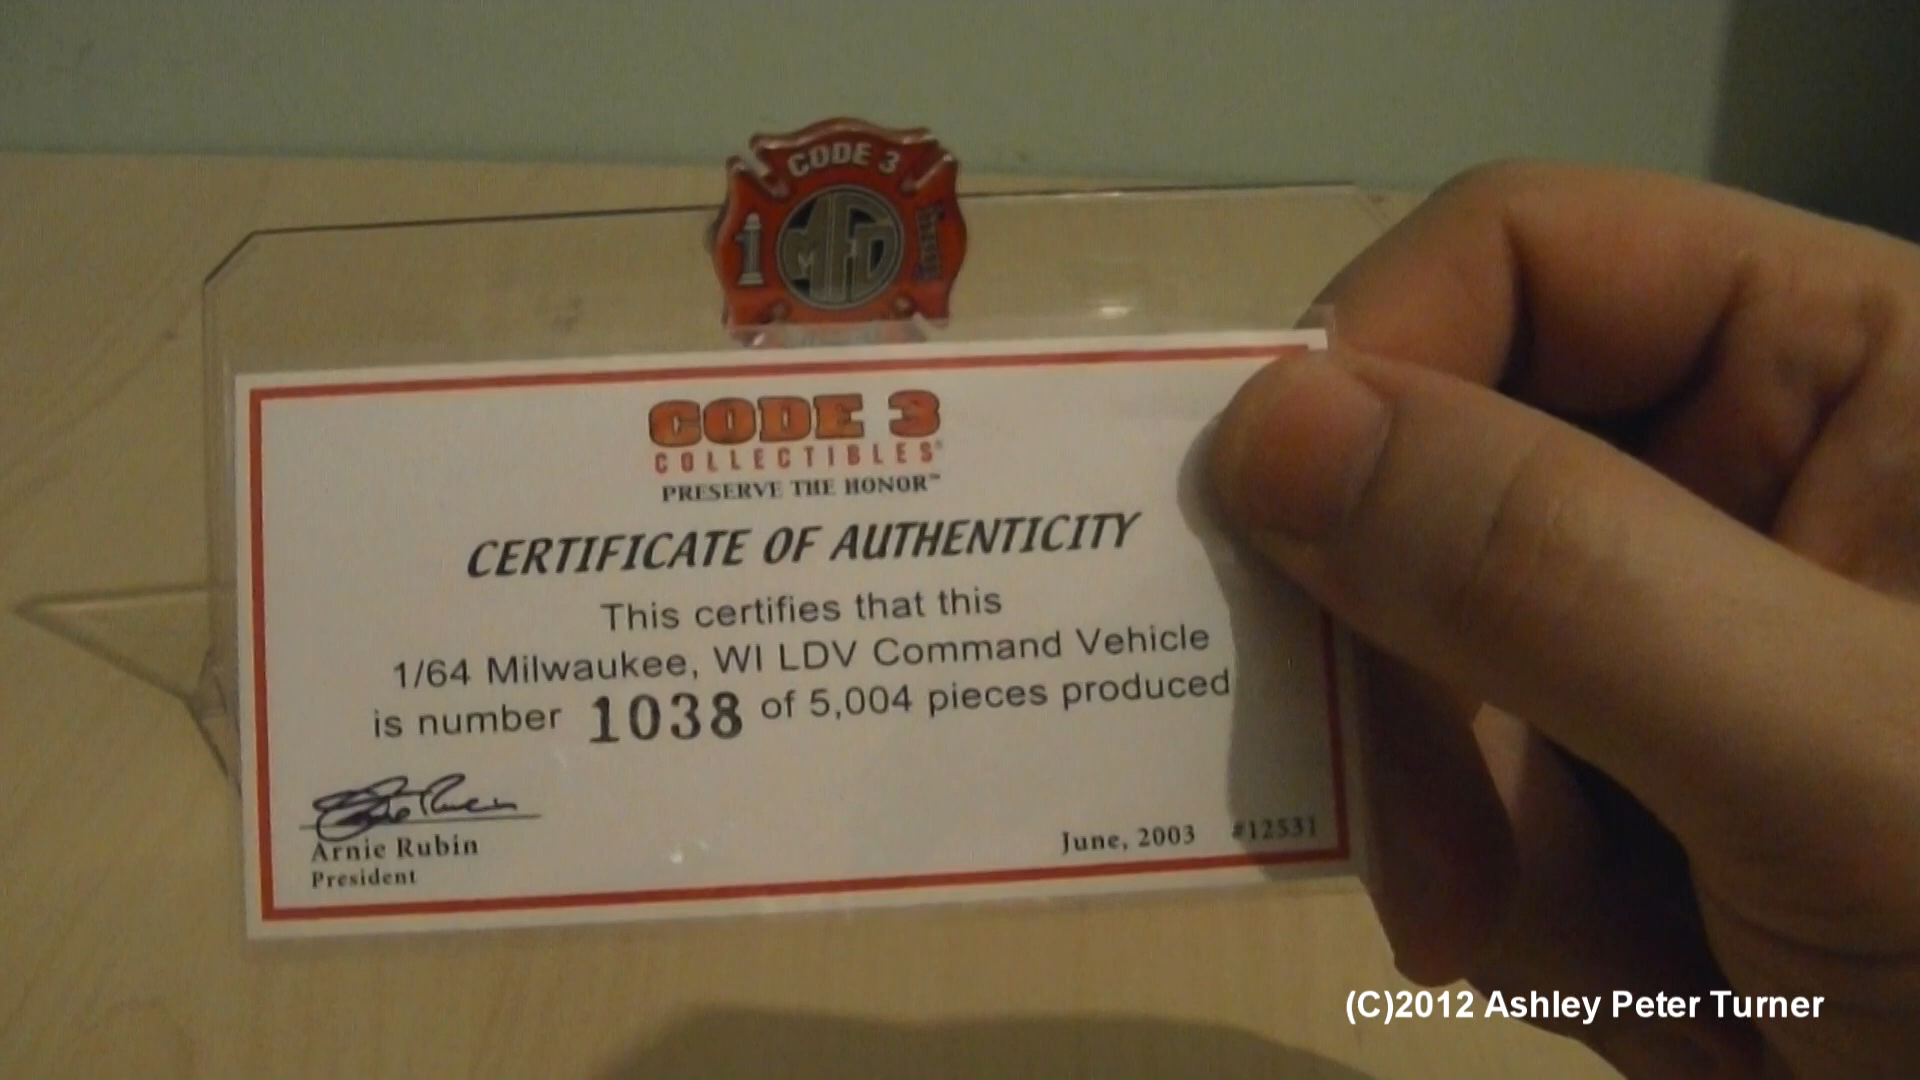 CODE 3
MFD
CODE 3
COLLECTIBLES®
PRESERVE THE HONOR™
CERTIFICATE OF AUTHENTICITY
This certifies that this
1/64 Milwaukee, WI LDV Command Vehicle
is number 1038 of 5,004 pieces produced
Arnie Rubin
President
June, 2003 #12531
(C)2012 Ashley Peter Turner